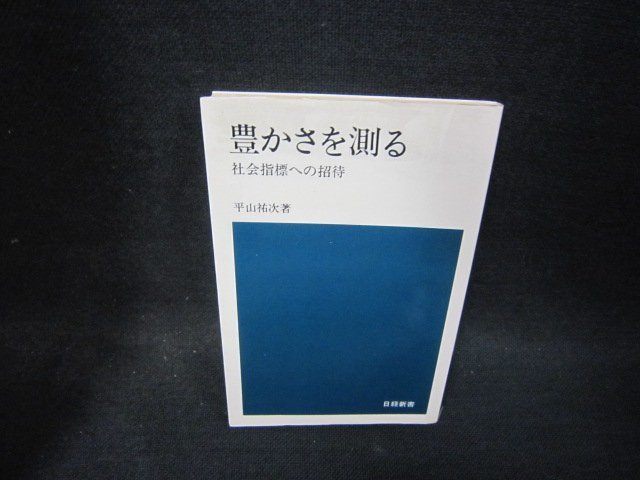 豊かさを測る
社会指標への招待
平山祐次著
日経新書